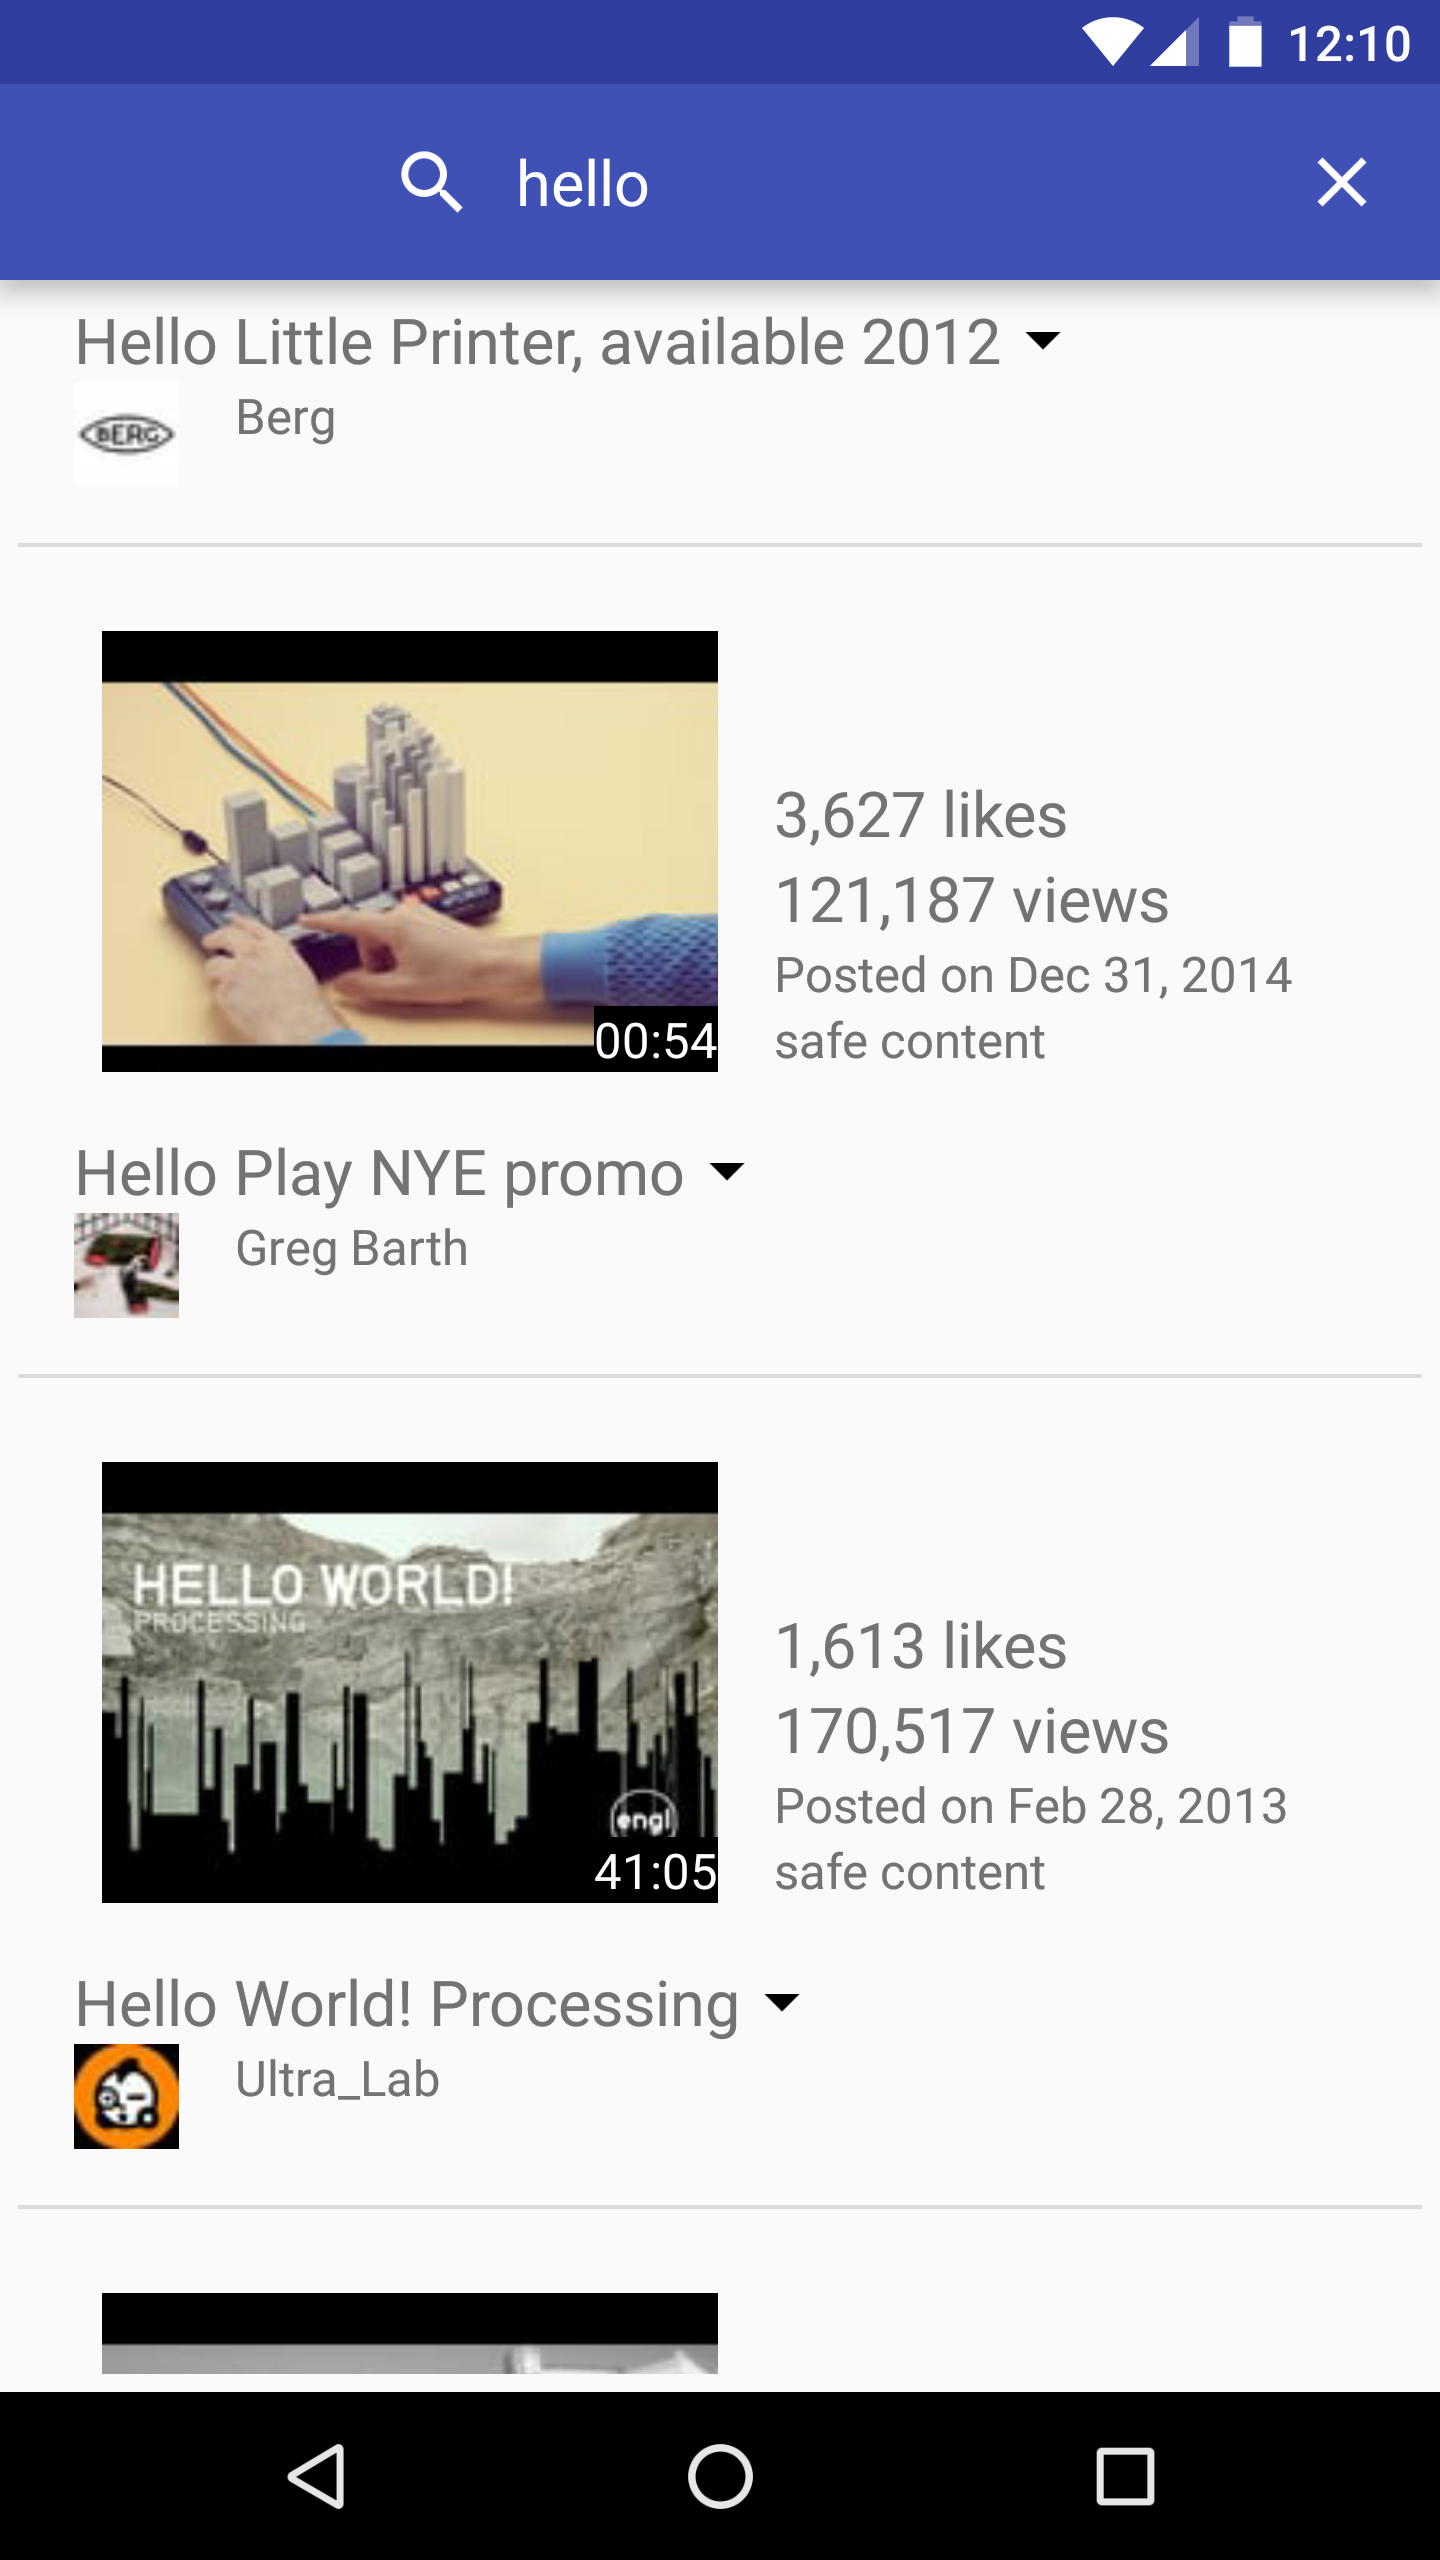 12:10
hello
Hello Little Printer, available 2012
BERG
Berg
3,627 likes
121,187 views
Posted on Dec 31, 2014
safe content
00:54
Hello Play NYE promo
Greg Barth
HELLO WORLD!
PROCESSING
1,613 likes
170,517 views
Posted on Feb 28, 2013
safe content
engl
41:05
Hello World! Processing
Ultra_Lab